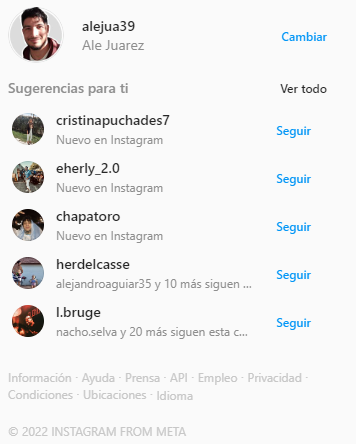 alejua39
Ale Juarez
Cambiar
Sugerencias para ti
Ver todo
cristinapuchades7
Nuevo en Instagram
Seguir
eherly_2.0
Nuevo en Instagram
Seguir
chapatoro
Nuevo en Instagram
Seguir
herdelcasse
alejandroaguiar35 y 10 más siguen ...
Seguir
l.bruge
nacho.selva y 20 más siguen esta c...
Seguir
Información · Ayuda · Prensa · API · Empleo · Privacidad ·
Condiciones · Ubicaciones · Idioma
© 2022 INSTAGRAM FROM META